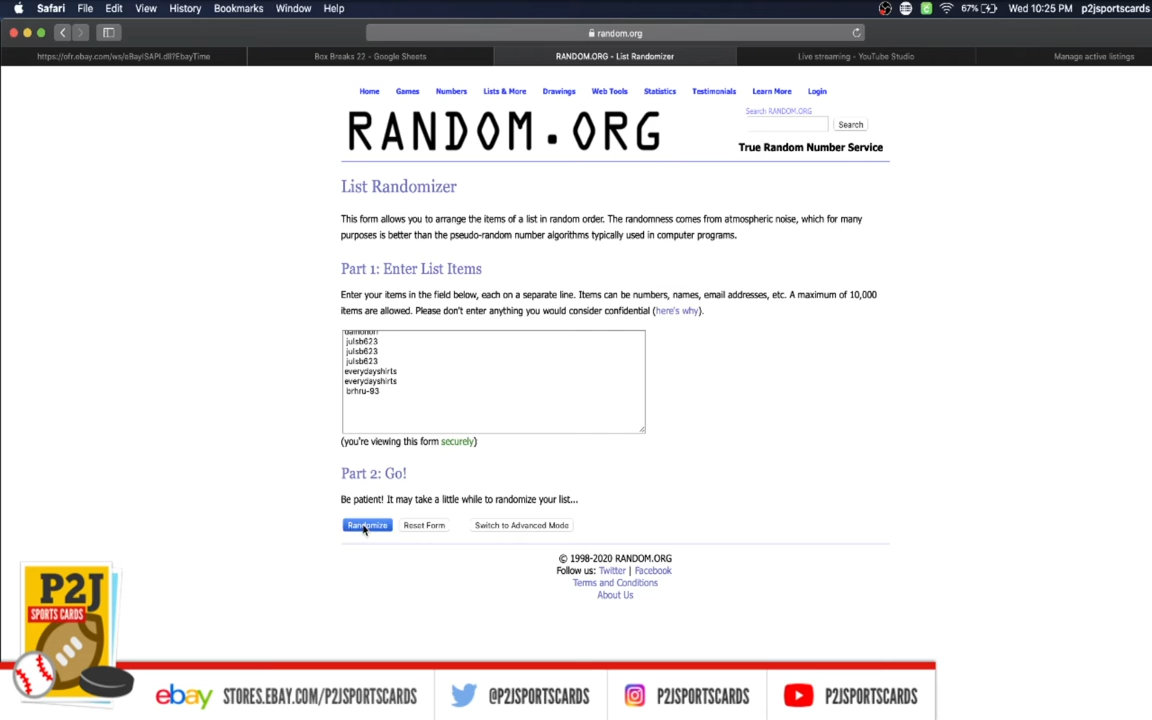 Safari File Edit View History Bookmarks Window Help 67% Wed 10:25 PM p2jsportscards
random.org
https://ofr.ebay.com/ws/eBayISAPI.dll?EbayTime Box Breaks 22 - Google Sheets RANDOM.ORG - List Randomizer Live streaming - YouTube Studio Manage active listings
Home Games Numbers Lists & More Drawings Web Tools Statistics Testimonials Learn More Login
Search RANDOM.ORG
Search
RANDOM.ORG
True Random Number Service
List Randomizer
This form allows you to arrange the items of a list in random order. The randomness comes from atmospheric noise, which for many
purposes is better than the pseudo-random number algorithms typically used in computer programs.
Part 1: Enter List Items
Enter your items in the field below, each on a separate line. Items can be numbers, names, email addresses, etc. A maximum of 10,000
items are allowed. Please don't enter anything you would consider confidential (here's why).
julsb623
julsb623
julsb623
everydayshirts
everydayshirts
brhru-93
(you're viewing this form securely)
Part 2: Go!
Be patient! It may take a little while to randomize your list...
Randomize Reset Form Switch to Advanced Mode
© 1998-2020 RANDOM.ORG
Follow us: Twitter | Facebook
Terms and Conditions
About Us
P2J
SPORTS CARDS
ebay STORES.EBAY.COM/P2JSPORTSCARDS @P2JSPORTSCARDS P2JSPORTSCARDS P2JSPORTSCARDS